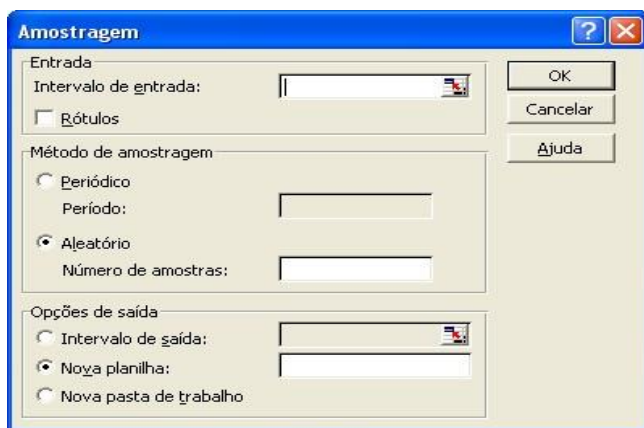 Amostragem
Entrada
Intervalo de entrada:
Rótulos
OK
Cancelar
Ajuda
Método de amostragem
Periódico
Período:
Aleatório
Número de amostras:
Opções de saída
Intervalo de saída:
Nova planilha:
Nova pasta de trabalho